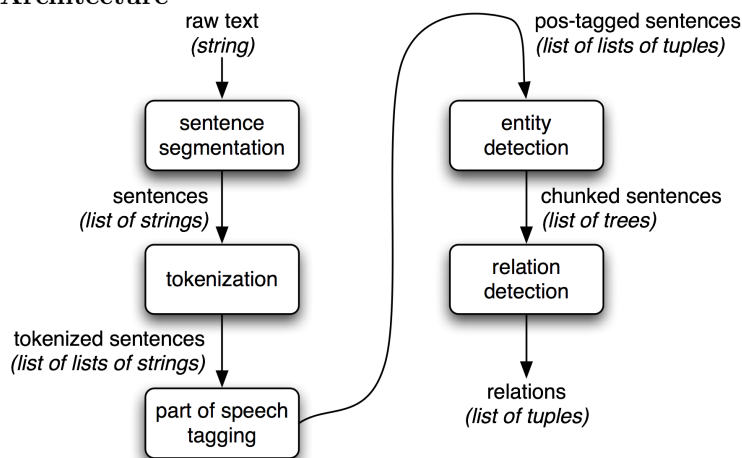 Architecture
raw text
(string)
sentence
segmentation
sentences
(list of strings)
tokenization
tokenized sentences
(list of lists of strings)
part of speech
tagging
pos-tagged sentences
(list of lists of tuples)
entity
detection
chunked sentences
(list of trees)
relation
detection
relations
(list of tuples)